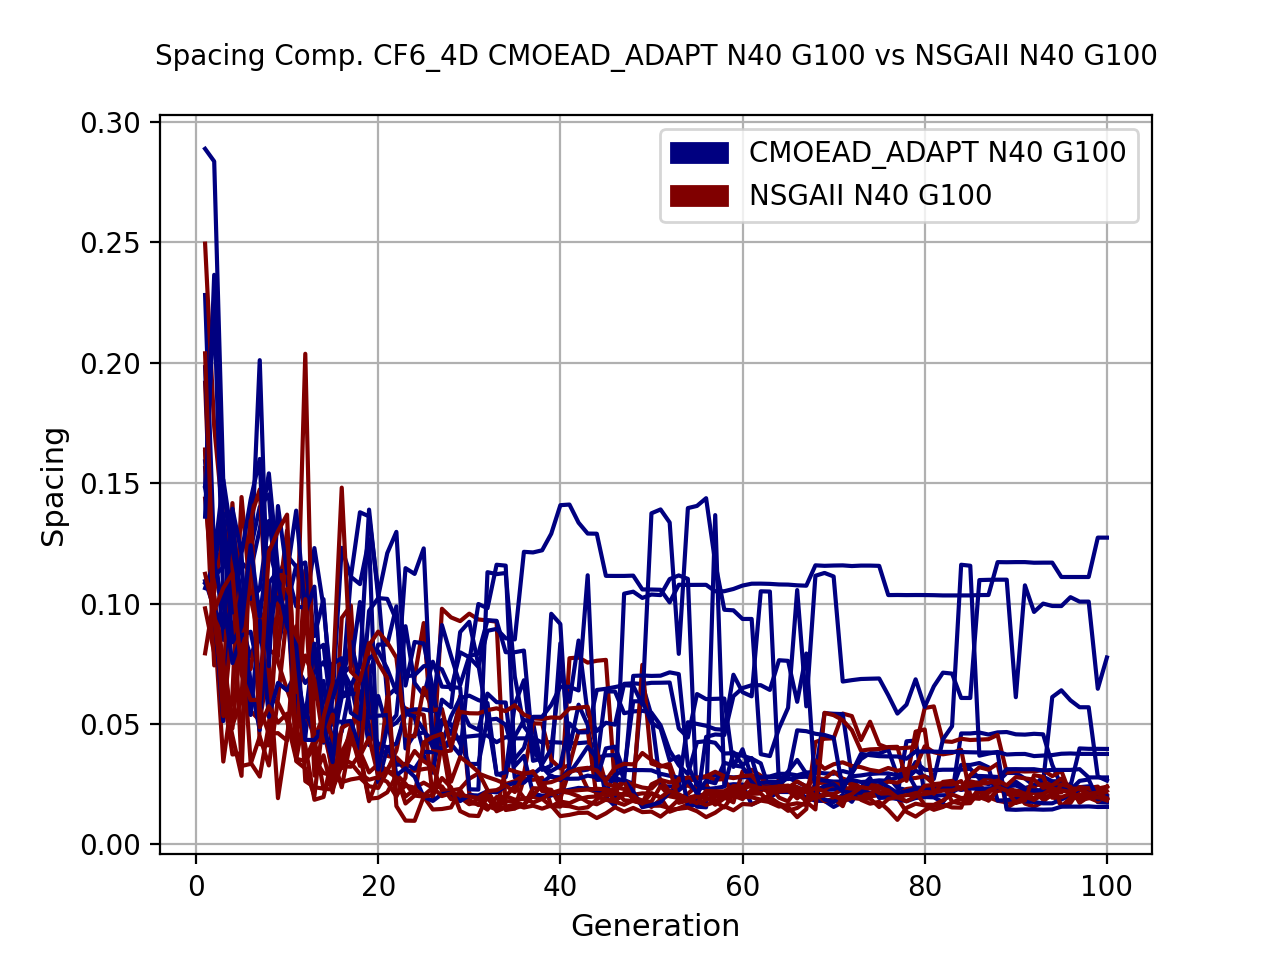 Spacing Comp. CF6_4D CMOEAD_ADAPT N40 G100 vs NSGAII N40 G100
0.30
0.25
0.20
0.15
0.10
0.05
0.00
Spacing
CMOEAD_ADAPT N40 G100
NSGAII N40 G100
0 20 40 60 80 100
Generation